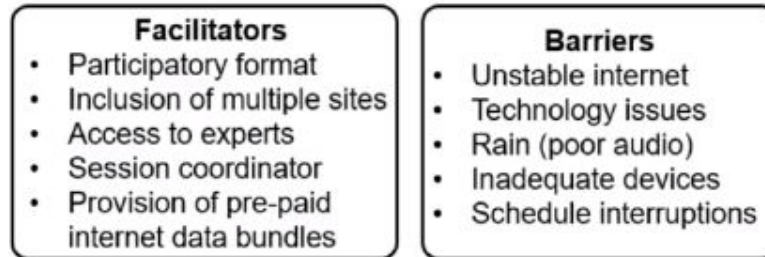 Facilitators
• Participatory format
• Inclusion of multiple sites
• Access to experts
• Session coordinator
• Provision of pre-paid
internet data bundles
Barriers
• Unstable internet
• Technology issues
• Rain (poor audio)
• Inadequate devices
• Schedule interruptions